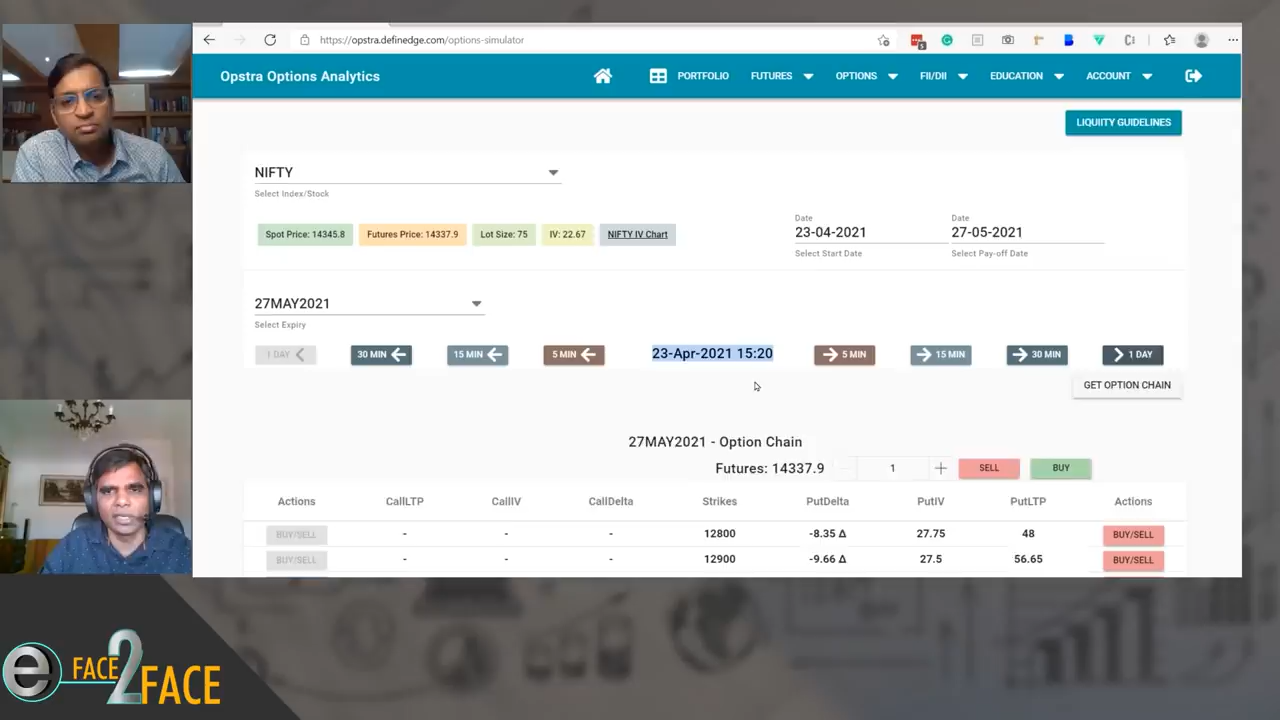 https://opstra.definedge.com/options-simulator
Opstra Options Analytics
PORTFOLIO
FUTURES
OPTIONS
FII/DII
EDUCATION
ACCOUNT
LIQUIITY GUIDELINES
NIFTY
Select Index/Stock
Spot Price: 14345.8
Futures Price: 14337.9
Lot Size: 75
IV: 22.67
NIFTY IV Chart
Date
23-04-2021
Select Start Date
Date
27-05-2021
Select Pay-off Date
27MAY2021
Select Expiry
1 DAY
30 MIN
15 MIN
5 MIN
23-Apr-2021 15:20
5 MIN
15 MIN
30 MIN
1 DAY
GET OPTION CHAIN
27MAY2021 - Option Chain
Futures: 14337.9
1
SELL
BUY
Actions CallLTP CallIV CallDelta Strikes PutDelta PutIV PutLTP Actions
BUY/SELL - - - 12800 -8.35 Δ 27.75 48 BUY/SELL
BUY/SELL - - - 12900 -9.66 Δ 27.5 56.65 BUY/SELL
e FACE2FACE